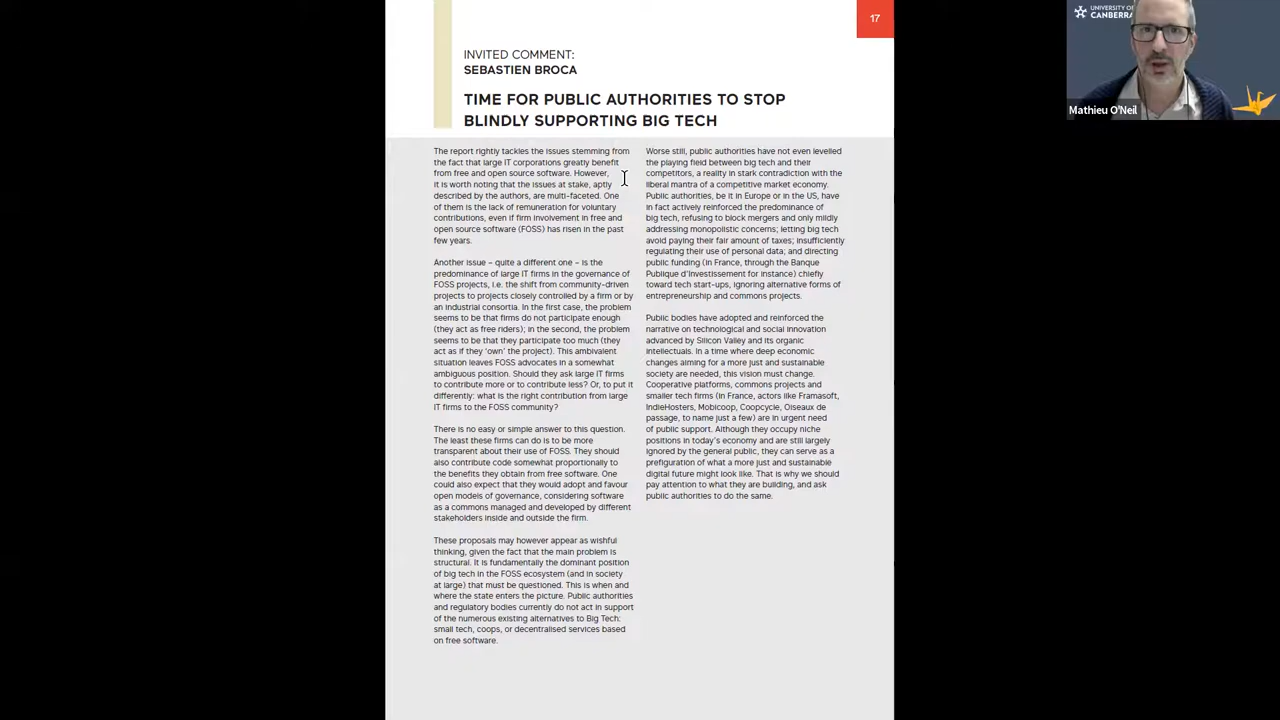 17
INVITED COMMENT:
SEBASTIEN BROCA
TIME FOR PUBLIC AUTHORITIES TO STOP
BLINDLY SUPPORTING BIG TECH
The report rightly tackles the issues stemming from
the fact that large IT corporations greatly benefit
from free and open source software. However,
it is worth noting that the issues at stake, aptly
described by the authors, are multi-faceted. One
of them is the lack of remuneration for voluntary
contributions, even if firm involvement in free and
open source software (FOSS) has risen in the past
few years.
Another issue – quite a different one – is the
predominance of large IT firms in the governance of
FOSS projects, i.e. the shift from community-driven
projects to projects closely controlled by a firm or by
an industrial consortia. In the first case, the problem
seems to be that firms do not participate enough
(they act as free riders); in the second, the problem
seems to be that they participate too much (they
act as if they ‘own’ the project). This ambivalent
situation leaves FOSS advocates in a somewhat
ambiguous position. Should they ask large IT firms
to contribute more or to contribute less? Or, to put it
differently: what is the right contribution from large
IT firms to the FOSS community?
There is no easy or simple answer to this question.
The least these firms can do is to be more
transparent about their use of FOSS. They should
also contribute code somewhat proportionally to
the benefits they obtain from free software. One
could also expect that they would adopt and favour
open models of governance, considering software
as a commons managed and developed by different
stakeholders inside and outside the firm.
These proposals may however appear as wishful
thinking, given the fact that the main problem is
structural. It is fundamentally the dominant position
of big tech in the FOSS ecosystem (and in society
at large) that must be questioned. This is when and
where the state enters the picture. Public authorities
and regulatory bodies currently do not act in support
of the numerous existing alternatives to Big Tech:
small tech, coops, or decentralised services based
on free software.
Worse still, public authorities have not even levelled
the playing field between big tech and their
competitors, a reality in stark contradiction with the
liberal mantra of a competitive market economy.
Public authorities, be it in Europe or in the US, have
in fact actively reinforced the predominance of
big tech, refusing to block mergers and only mildly
addressing monopolistic concerns; letting big tech
avoid paying their fair amount of taxes; insufficiently
regulating their use of personal data; and directing
public funding (in France, through the Banque
Publique d’Investissement for instance) chiefly
toward tech start-ups, ignoring alternative forms of
entrepreneurship and commons projects.
Public bodies have adopted and reinforced the
narrative on technological and social innovation
advanced by Silicon Valley and its organic
intellectuals. In a time where deep economic
changes aiming for a more just and sustainable
society are needed, this vision must change.
Cooperative platforms, commons projects and
smaller tech firms (in France, actors like Framasoft,
IndieHosters, Mobicoop, Coopcycle, Oiseaux de
passage, to name just a few) are in urgent need
of public support. Although they occupy niche
positions in today’s economy and are still largely
ignored by the general public, they can serve as a
prefiguration of what a more just and sustainable
digital future might look like. That is why we should
pay attention to what they are building, and ask
public authorities to do the same.
UNIVERSITY OF
CANBERRA
Mathieu O'Neil